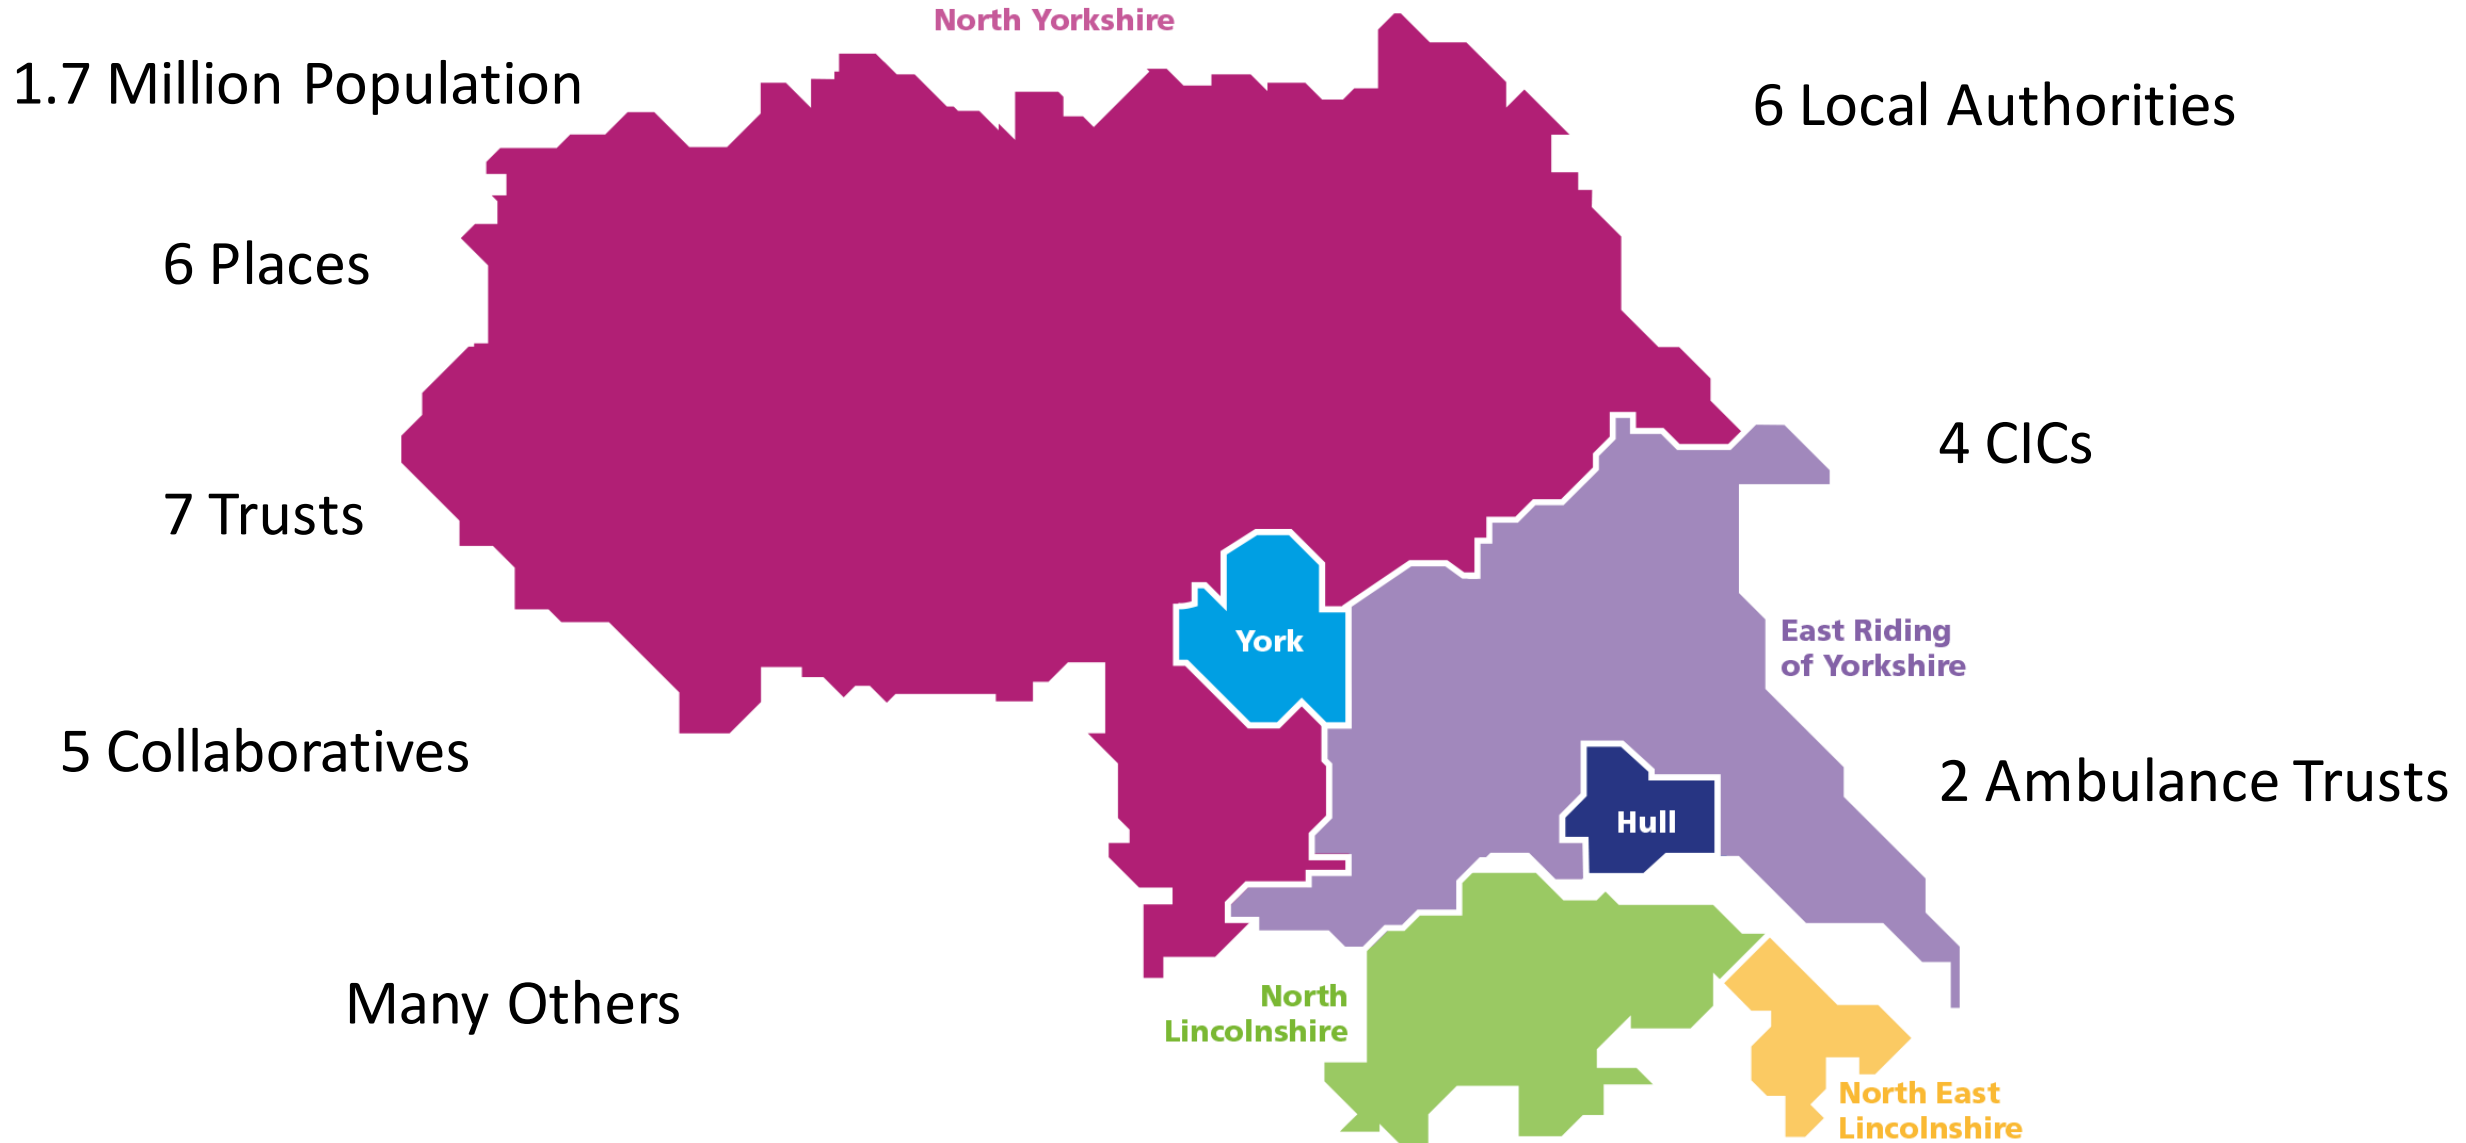 North Yorkshire
1.7 Million Population
6 Local Authorities
6 Places
4 CICs
7 Trusts
York
East Riding
of Yorkshire
5 Collaboratives
2 Ambulance Trusts
Hull
Many Others
North
Lincolnshire
North East
Lincolnshire